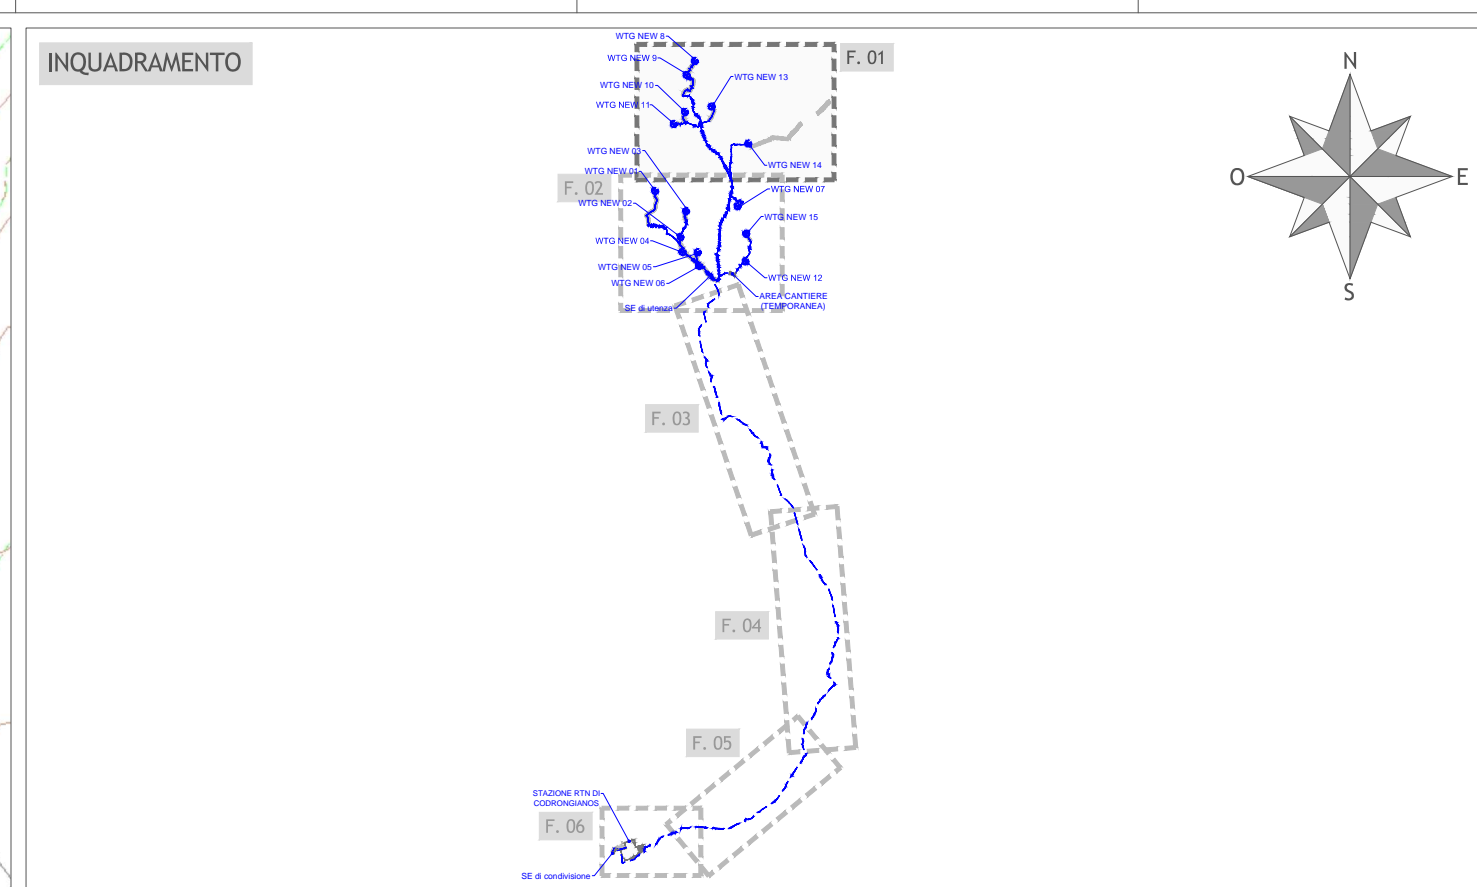 INQUADRAMENTO
WTG NEW 8
F. 01
WTG NEW 9
N
WTG NEW 13
WTG NEW 10
WTG NEW 11
WTG NEW 03
WTG NEW 14
WTG NEW 01
O
E
F. 02
WTG NEW 07
WTG NEW 02
WTG NEW 15
WTG NEW 04
WTG NEW 05
WTG NEW 12
WTG NEW 06
S
AREA CANTIERE
(TEMPORANEA)
SE di utenza
F. 03
F. 04
F. 05
STAZIONE RTN DI
CODRONGIANOS
F. 06
SE di condivisione